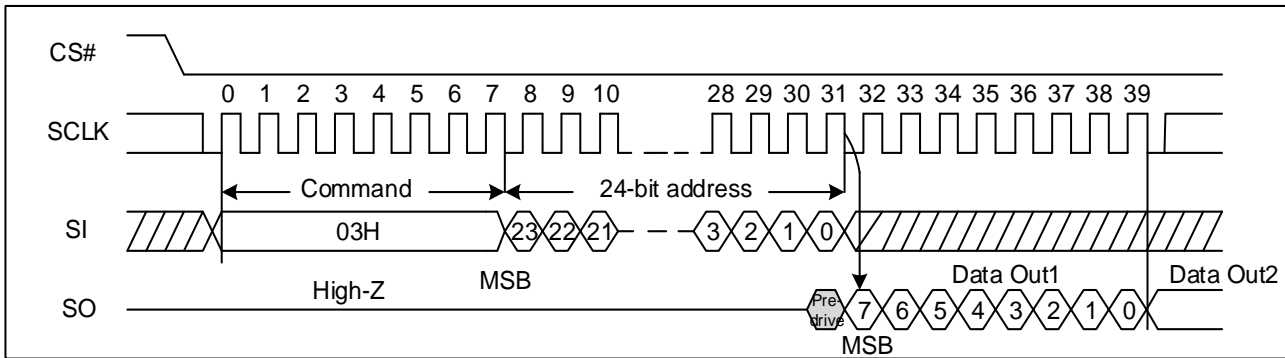 CS#
0 1 2 3 4 5 6 7 8 9 10 28 29 30 31 32 33 34 35 36 37 38 39
SCLK
Command 24-bit address
SI 03H 23 22 21 3 2 1 0
MSB Data Out1 Data Out2
High-Z
SO Pre-drive 7 6 5 4 3 2 1 0
MSB